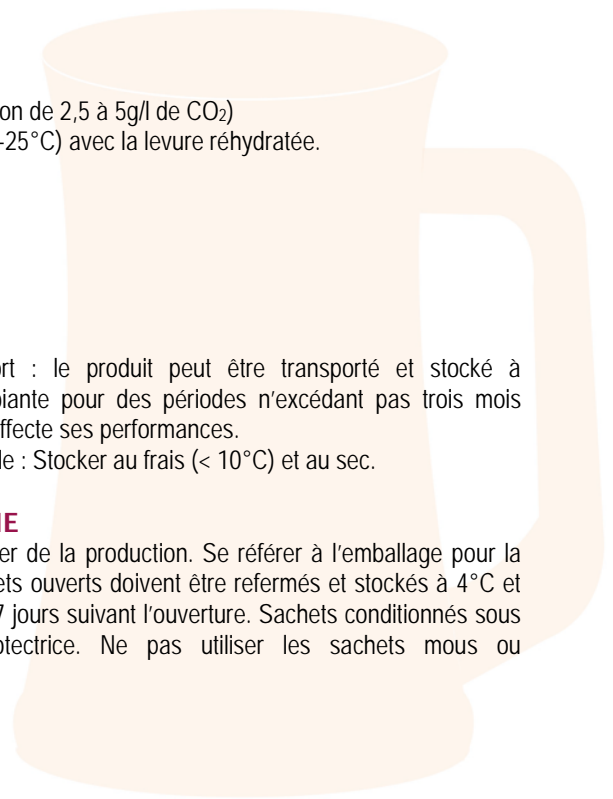 on de 2,5 à 5g/l de CO₂)
-25°C) avec la levure réhydratée.
ort : le produit peut être transporté et stocké à
iante pour des périodes n'excédant pas trois mois
ffecte ses performances.
le : Stocker au frais (< 10°C) et au sec.
IE
er de la production. Se référer à l'emballage pour la
ets ouverts doivent être refermés et stockés à 4°C et
7 jours suivant l'ouverture. Sachets conditionnés sous
otectrice. Ne pas utiliser les sachets mous ou